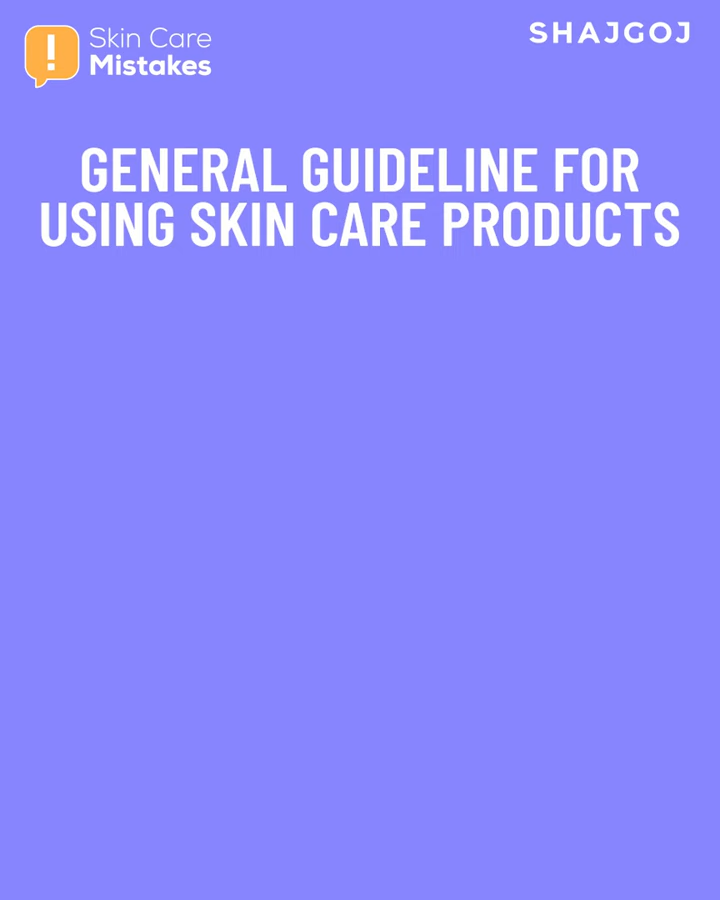 !
Skin Care
Mistakes
SHAJGOJ
GENERAL GUIDELINE FOR
USING SKIN CARE PRODUCTS